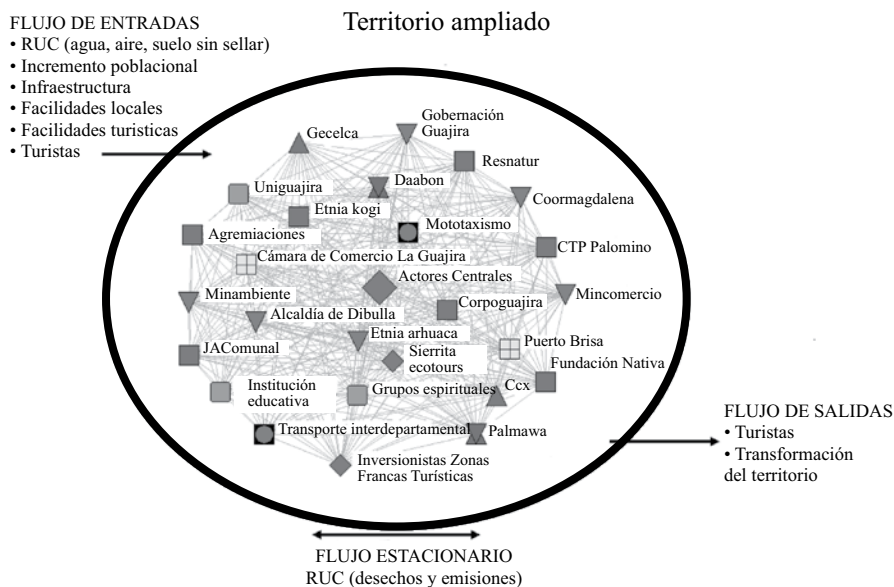 Territorio ampliado
FLUJO DE ENTRADAS
• RUC (agua, aire, suelo sin sellar)
• Incremento poblacional
• Infraestructura
• Facilidades locales
• Facilidades turisticas
• Turistas
Gecelca
Gobernación
Guajira
Resnatur
Uniguajira
Daabon
Coormagdalena
Etnia kogi
Mototaxismo
Agremiaciones
CTP Palomino
Cámara de Comercio La Guajira
Actores Centrales
Minambiente
Corpoguajira
Mincomercio
Alcaldía de Dibulla
Etnia arhuaca
Puerto Brisa
JAComunal
Sierrita
ecotours
Fundación Nativa
Institución
educativa
Grupos espirituales
Ccx
Transporte interdepartamental
Palmawa
Inversionistas Zonas
Francas Turísticas
FLUJO DE SALIDAS
• Turistas
• Transformación
del territorio
FLUJO ESTACIONARIO
RUC (desechos y emisiones)